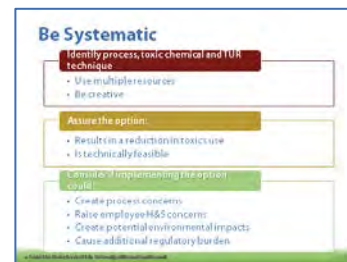 Be Systematic
Identify process, toxic chemical and TUR
technique
• Use multiple resources
• Be creative
Assure the option:
• Results in a reduction in toxics use
• Is technically feasible
Consider if implementing the option
could:
• Create process concerns
• Raise employee H&S concerns
• Create potential environmental impacts
• Cause additional regulatory burden